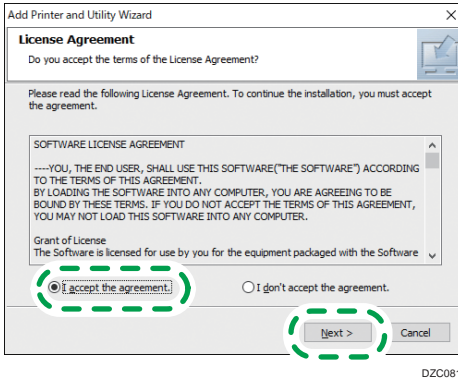 Add Printer and Utility Wizard
License Agreement
Do you accept the terms of the License Agreement?
Please read the following License Agreement. To continue the installation, you must accept
the agreement.
SOFTWARE LICENSE AGREEMENT
----YOU, THE END USER, SHALL USE THIS SOFTWARE("THE SOFTWARE") ACCORDING
TO THE TERMS OF THIS AGREEMENT.
BY LOADING THE SOFTWARE INTO ANY COMPUTER, YOU ARE AGREEING TO BE
BOUND BY THESE TERMS. IF YOU DO NOT ACCEPT THE TERMS OF THIS AGREEMENT,
YOU MAY NOT LOAD THIS SOFTWARE INTO ANY COMPUTER.
Grant of License
The Software is licensed for use by you for the equipment packaged with the Software
I accept the agreement. I don't accept the agreement.
Next > Cancel
DZC081